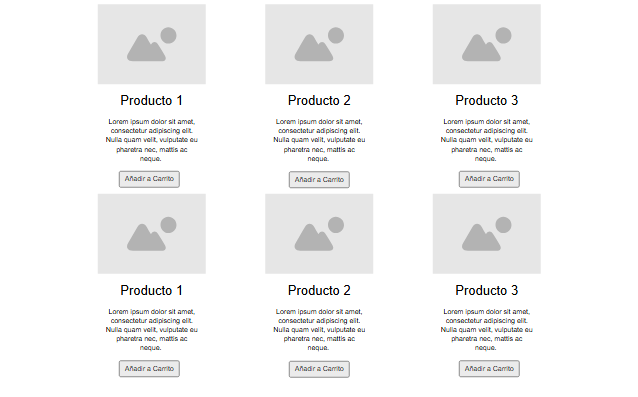 Producto 1
Lorem ipsum dolor sit amet,
consectetur adipiscing elit.
Nulla quam velit, vulputate eu
pharetra nec, mattis ac
neque.
Añadir a Carrito
Producto 2
Lorem ipsum dolor sit amet,
consectetur adipiscing elit.
Nulla quam velit, vulputate eu
pharetra nec, mattis ac
neque.
Añadir a Carrito
Producto 3
Lorem ipsum dolor sit amet,
consectetur adipiscing elit.
Nulla quam velit, vulputate eu
pharetra nec, mattis ac
neque.
Añadir a Carrito
Producto 1
Lorem ipsum dolor sit amet,
consectetur adipiscing elit.
Nulla quam velit, vulputate eu
pharetra nec, mattis ac
neque.
Añadir a Carrito
Producto 2
Lorem ipsum dolor sit amet,
consectetur adipiscing elit.
Nulla quam velit, vulputate eu
pharetra nec, mattis ac
neque.
Añadir a Carrito
Producto 3
Lorem ipsum dolor sit amet,
consectetur adipiscing elit.
Nulla quam velit, vulputate eu
pharetra nec, mattis ac
neque.
Añadir a Carrito